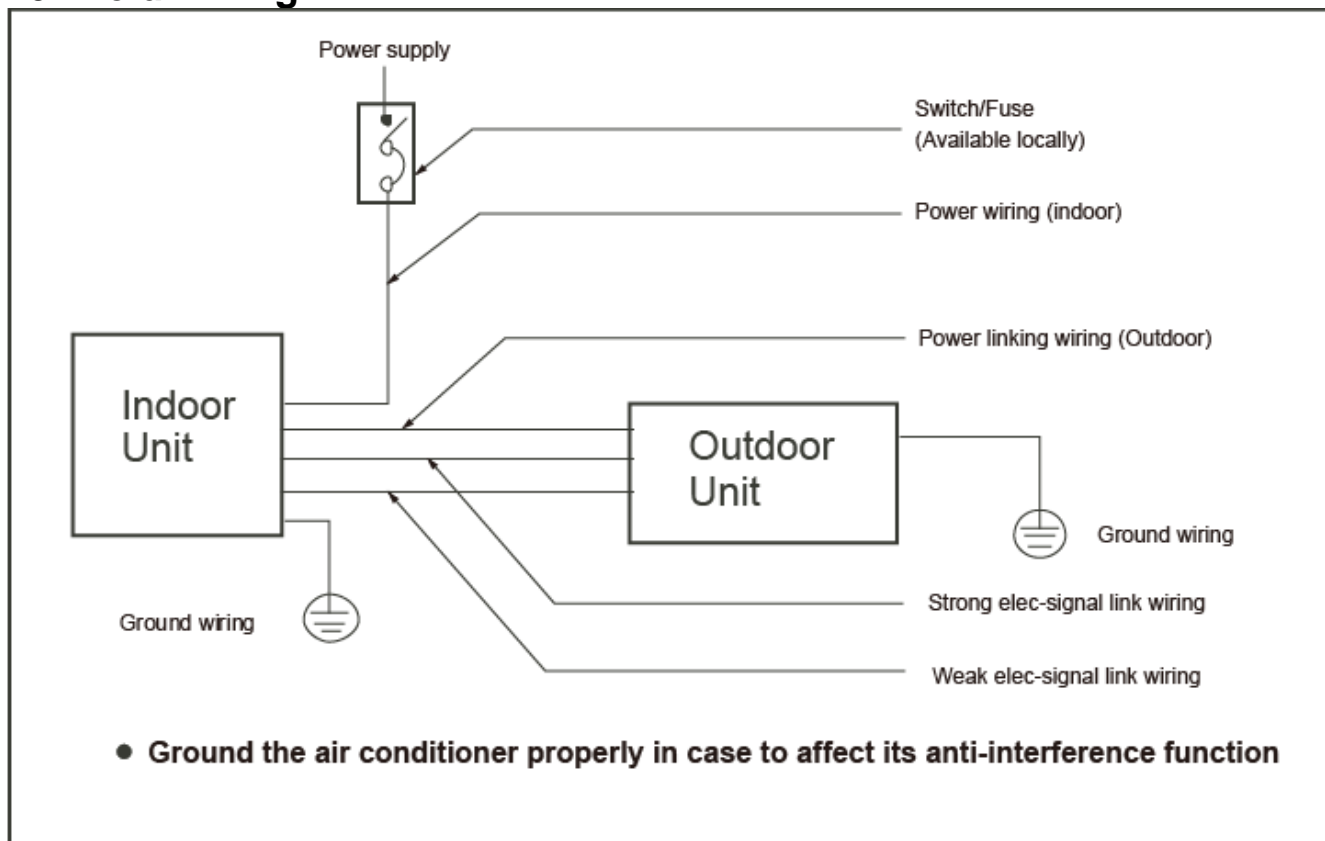 Power supply
Switch/Fuse
(Available locally)
Power wiring (indoor)
Power linking wiring (Outdoor)
Indoor
Unit
Outdoor
Unit
Ground wiring
Strong elec-signal link wiring
Ground wiring
Weak elec-signal link wiring
● Ground the air conditioner properly in case to affect its anti-interference function